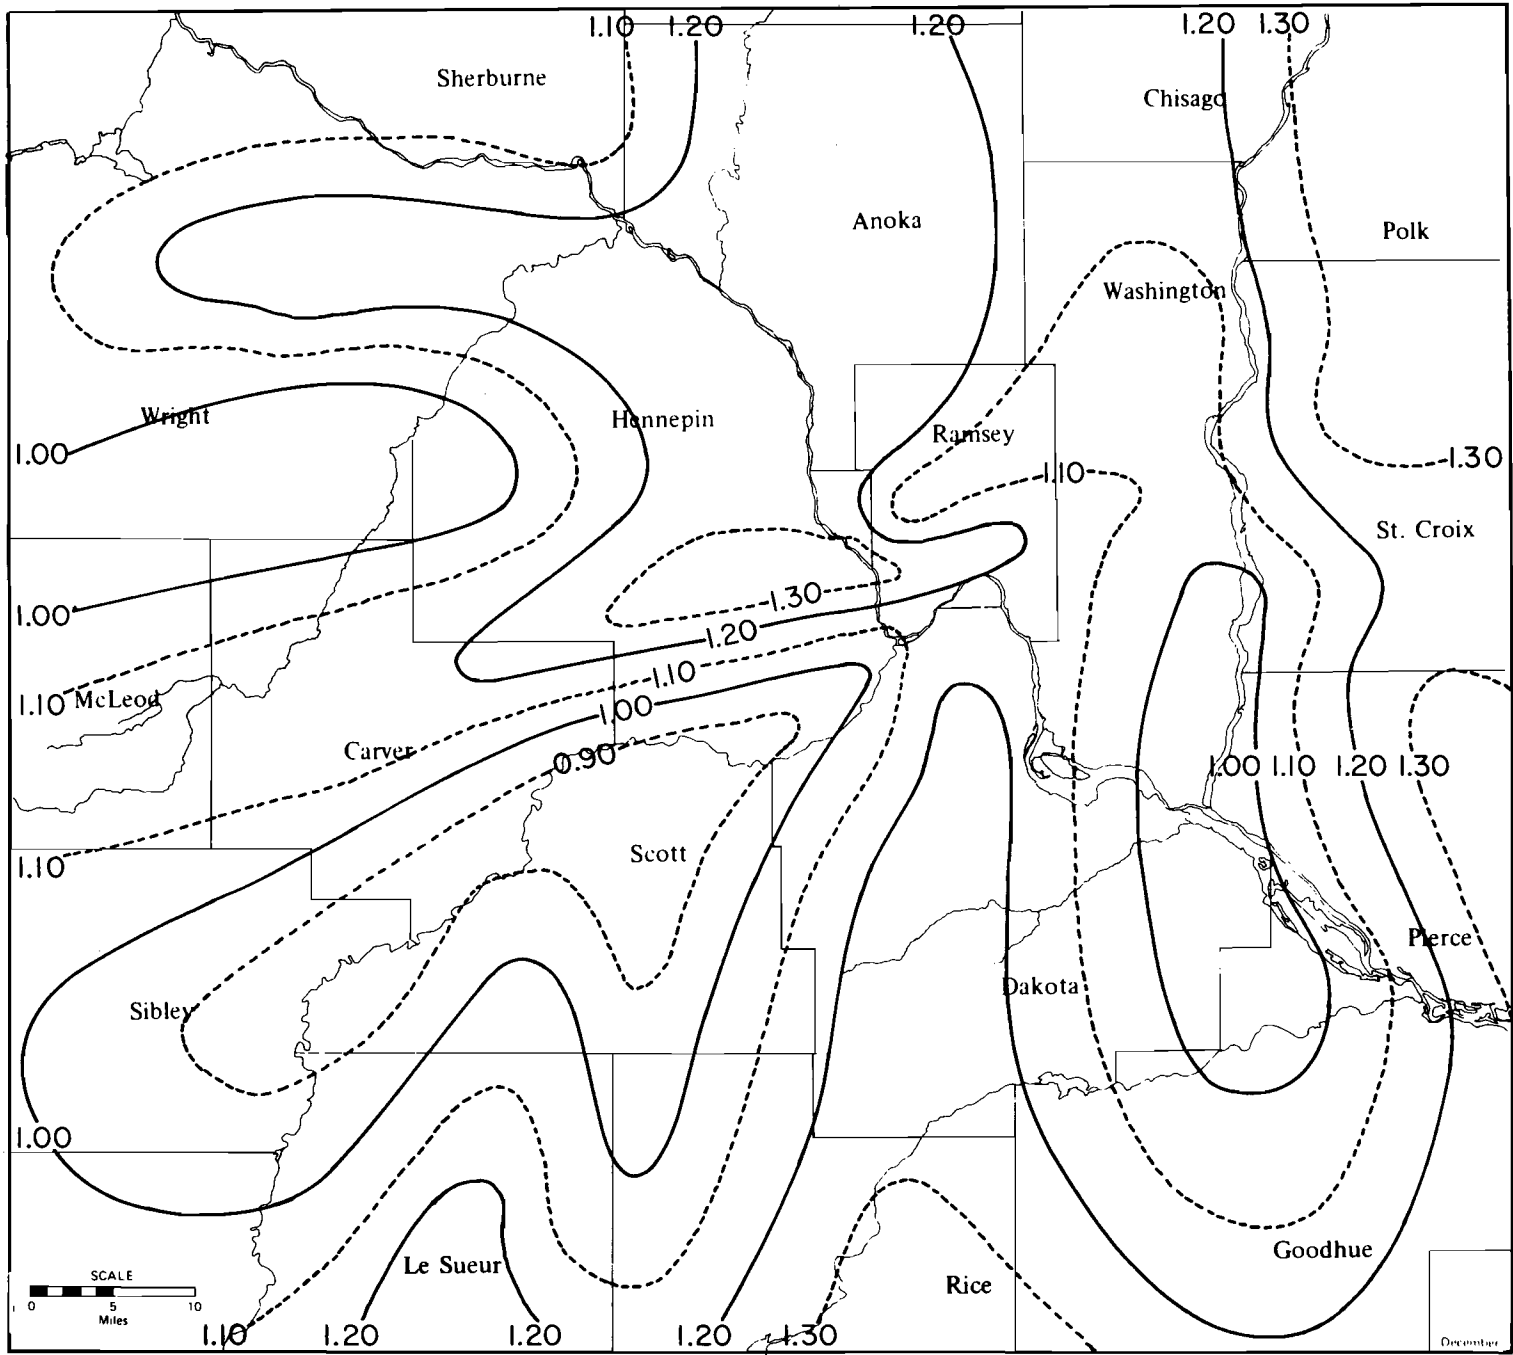 1.10 1.20 1.20 1.20 1.30
Sherburne
Chisago
Anoka
Polk
Washington
Wright
Hennepin
Ramsey
1.00
1.30
1.10
St. Croix
1.30
1.00
1.20
1.10
1.10
McLeod
1.00
Carver
0.90
1.00 1.10 1.20 1.30
Scott
1.10
Pierce
Dakota
Sibley
1.00
Goodhue
Le Sueur
Rice
SCALE
0 5 10
Miles
1.10 1.20 1.20 1.20 1.30
December